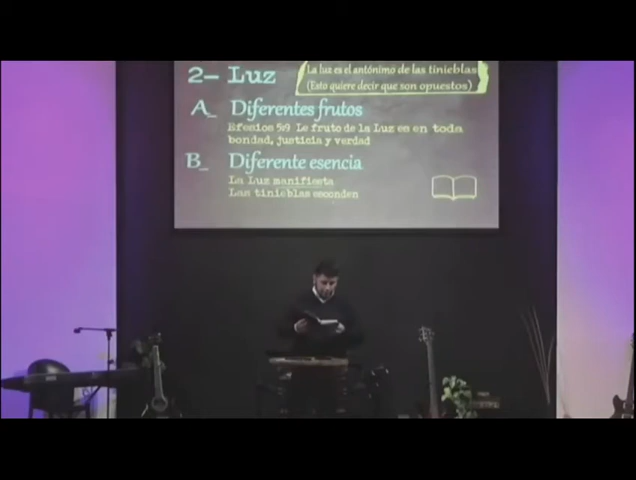 2- Luz
La luz es el antónimo de las tinieblas
(Esto quiere decir que son opuestos)
A_ Diferentes frutos
Efesios 5:9 Le fruto de la Luz es en toda
bondad, justicia y verdad
B_ Diferente esencia
La Luz manifiesta
Las tinieblas esconden